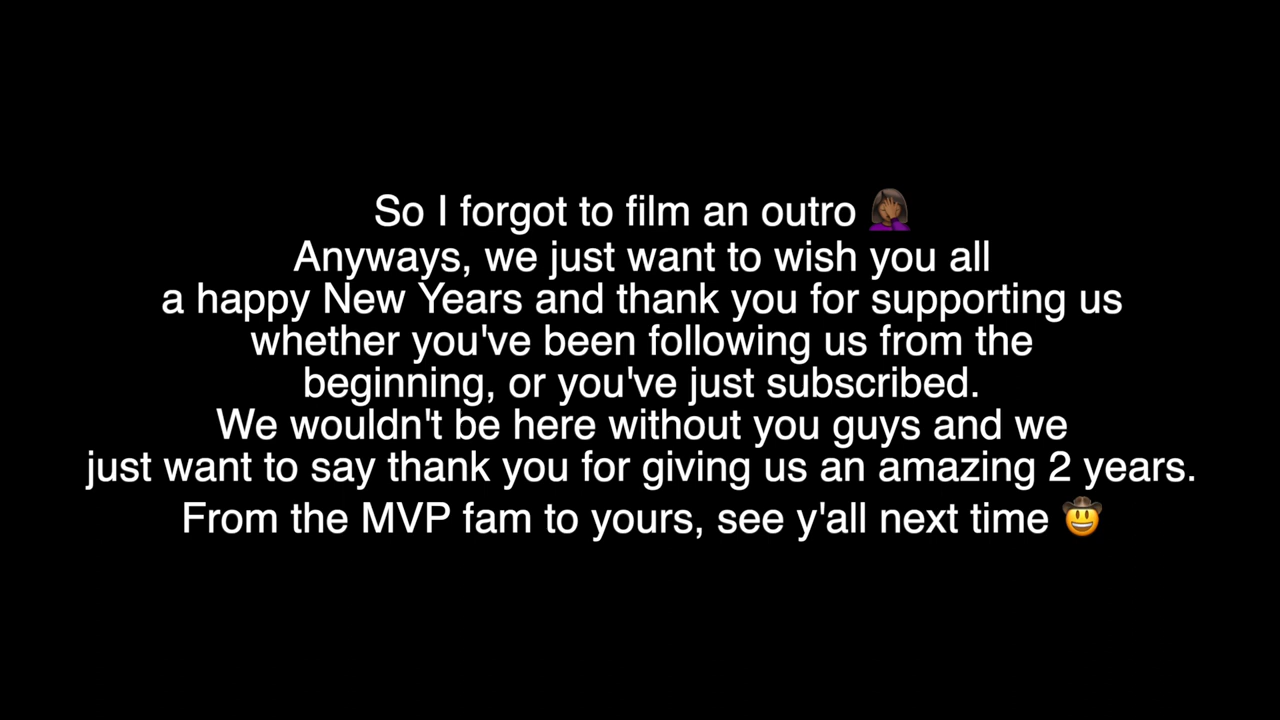 So I forgot to film an outro 🤦🏾‍♀️
Anyways, we just want to wish you all
a happy New Years and thank you for supporting us
whether you've been following us from the
beginning, or you've just subscribed.
We wouldn't be here without you guys and we
just want to say thank you for giving us an amazing 2 years.
From the MVP fam to yours, see y'all next time 🤠